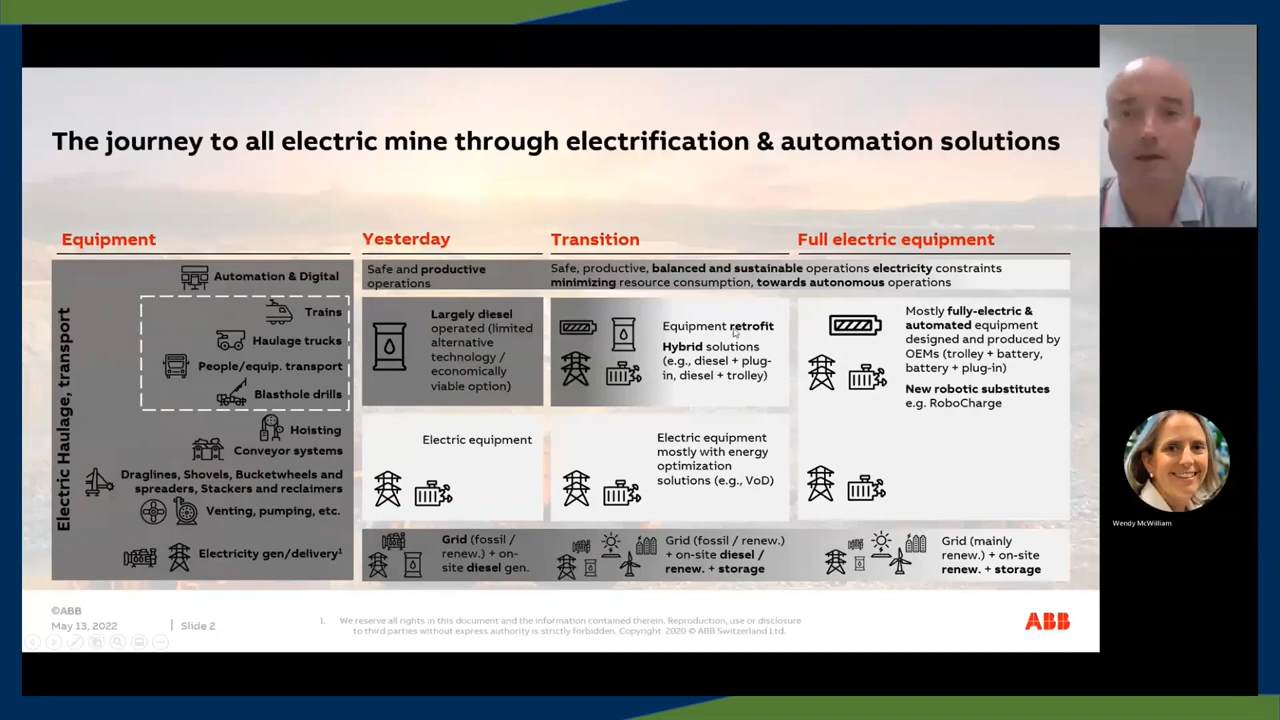 The journey to all electric mine through electrification & automation solutions
Equipment
Yesterday
Transition
Full electric equipment
Electric Haulage, transport
Automation & Digital
Trains
Haulage trucks
People/equip. transport
Blasthole drills
Hoisting
Conveyor systems
Draglines, Shovels, Bucketwheels and
spreaders, Stackers and reclaimers
Venting, pumping, etc.
Electricity gen/delivery¹
Safe and productive
operations
Safe, productive, balanced and sustainable operations electricity constraints
minimizing resource consumption, towards autonomous operations
Largely diesel
operated (limited
alternative
technology /
economically
viable option)
Equipment retrofit
Hybrid solutions
(e.g., diesel + plug-
in, diesel + trolley)
Mostly fully-electric &
automated equipment
designed and produced by
OEMs (trolley + battery,
battery + plug-in)
New robotic substitutes
e.g. RoboCharge
Electric equipment
Electric equipment
mostly with energy
optimization
solutions (e.g., VoD)
Grid (fossil /
renew.) + on-
site diesel gen.
Grid (fossil / renew.)
+ on-site diesel /
renew. + storage
Grid (mainly
renew.) + on-site
renew. + storage
©ABB
May 13, 2022
Slide 2
1. We reserve all rights in this document and the information contained therein. Reproduction, use or disclosure
to third parties without express authority is strictly forbidden. Copyright 2020 © ABB Switzerland Ltd.
ABB
Wendy McWilliam